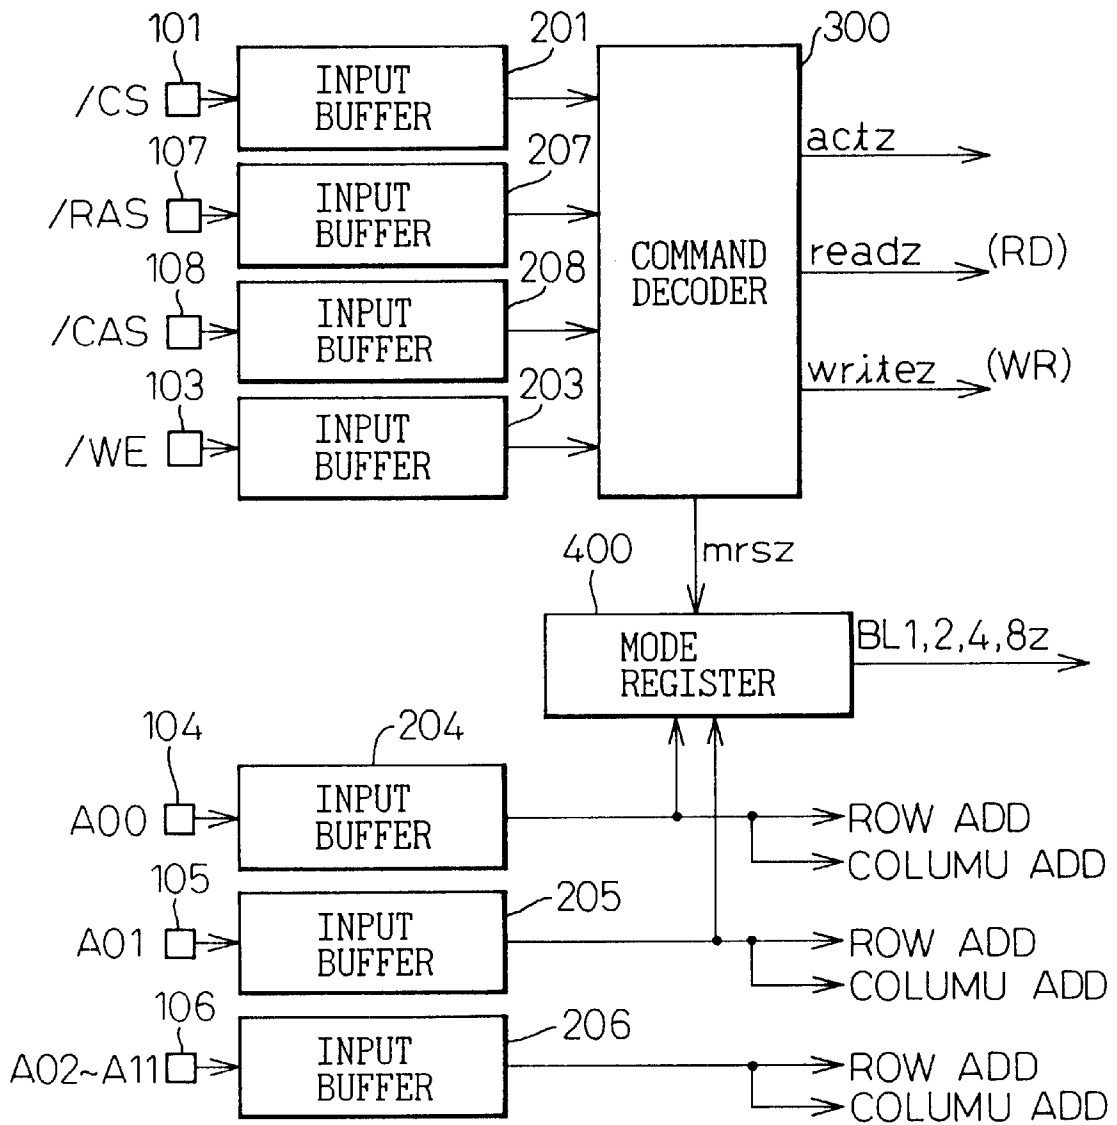 101
201
300
/CS
INPUT
BUFFER
actz
107
207
/RAS
INPUT
BUFFER
COMMAND
DECODER
readz (RD)
108
208
/CAS
INPUT
BUFFER
writez (WR)
103
203
/WE
INPUT
BUFFER
400
mrsz
MODE
REGISTER
BL1,2,4,8z
104
204
A00
INPUT
BUFFER
ROW ADD
COLUMU ADD
105
205
A01
INPUT
BUFFER
ROW ADD
COLUMU ADD
106
206
A02~A11
INPUT
BUFFER
ROW ADD
COLUMU ADD